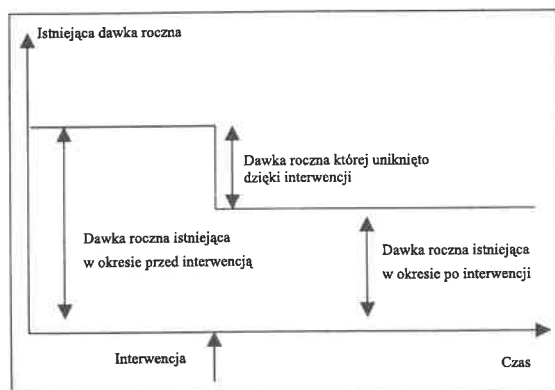 Istniejąca dawka roczna
Dawka roczna której uniknięto
dzięki interwencji
Dawka roczna istniejąca
w okresie przed interwencją
Dawka roczna istniejąca
w okresie po interwencji
Interwencja
Czas